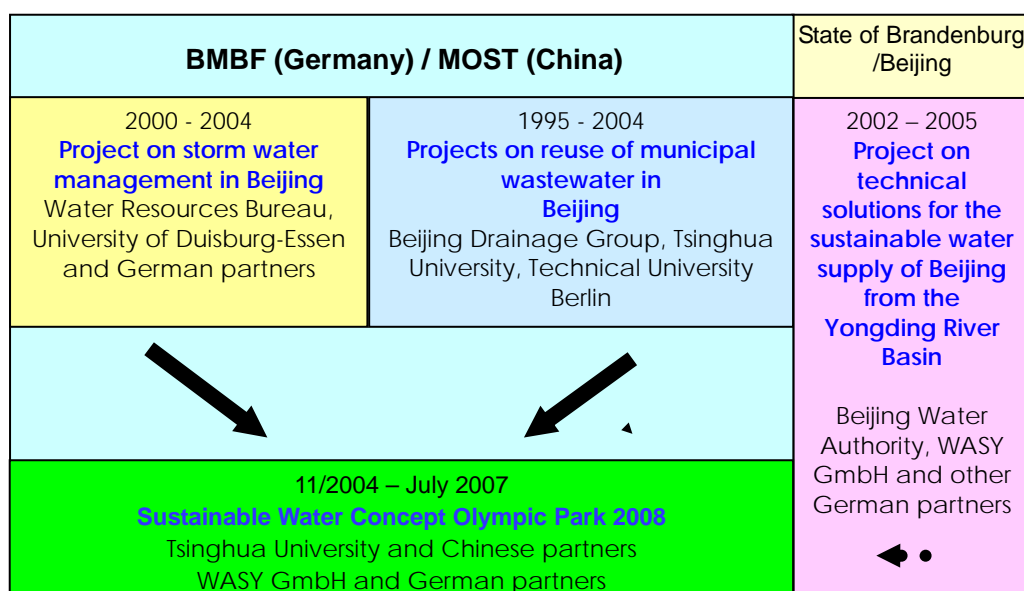 BMBF (Germany) / MOST (China)
State of Brandenburg
/Beijing
2000 - 2004
Project on storm water
management in Beijing
Water Resources Bureau,
University of Duisburg-Essen
and German partners
1995 - 2004
Projects on reuse of municipal
wastewater in
Beijing
Beijing Drainage Group, Tsinghua
University, Technical University
Berlin
2002 – 2005
Project on
technical
solutions for the
sustainable water
supply of Beijing
from the
Yongding River
Basin
Beijing Water
Authority, WASY
GmbH and other
German partners
11/2004 – July 2007
Sustainable Water Concept Olympic Park 2008
Tsinghua University and Chinese partners
WASY GmbH and German partners